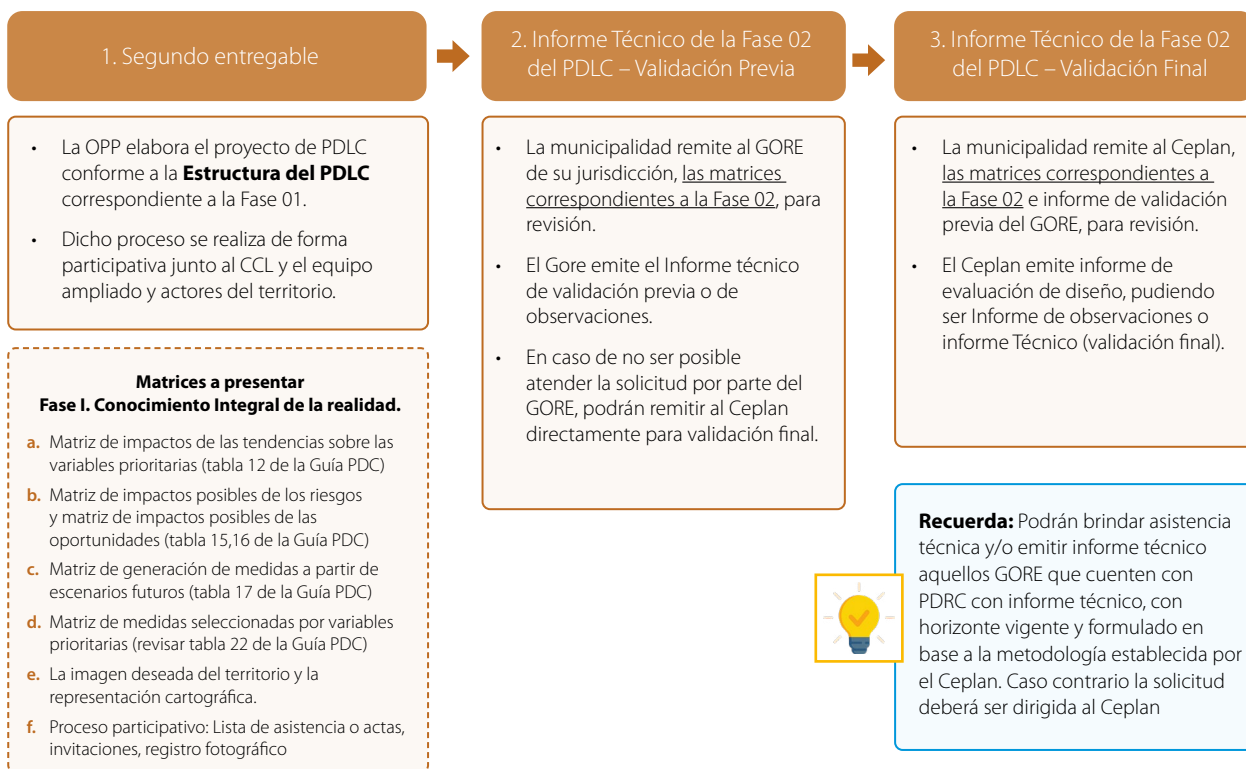 1. Segundo entregable
2. Informe Técnico de la Fase 02
del PDLC – Validación Previa
3. Informe Técnico de la Fase 02
del PDLC – Validación Final
• La OPP elabora el proyecto de PDLC
conforme a la Estructura del PDLC
correspondiente a la Fase 01.
• Dicho proceso se realiza de forma
participativa junto al CCL y el equipo
ampliado y actores del territorio.
Matrices a presentar
Fase I. Conocimiento Integral de la realidad.
a. Matriz de impactos de las tendencias sobre las
variables prioritarias (tabla 12 de la Guía PDC)
b. Matriz de impactos posibles de los riesgos
y matriz de impactos posibles de las
oportunidades (tabla 15,16 de la Guía PDC)
c. Matriz de generación de medidas a partir de
escenarios futuros (tabla 17 de la Guía PDC)
d. Matriz de medidas seleccionadas por variables
prioritarias (revisar tabla 22 de la Guía PDC)
e. La imagen deseada del territorio y la
representación cartográfica.
f. Proceso participativo: Lista de asistencia o actas,
invitaciones, registro fotográfico
• La municipalidad remite al GORE
de su jurisdicción, las matrices
correspondientes a la Fase 02, para
revisión.
• El Gore emite el Informe técnico
de validación previa o de
observaciones.
• En caso de no ser posible
atender la solicitud por parte del
GORE, podrán remitir al Ceplan
directamente para validación final.
• La municipalidad remite al Ceplan,
las matrices correspondientes a
la Fase 02 e informe de validación
previa del GORE, para revisión.
• El Ceplan emite informe de
evaluación de diseño, pudiendo
ser Informe de observaciones o
informe Técnico (validación final).
Recuerda: Podrán brindar asistencia
técnica y/o emitir informe técnico
aquellos GORE que cuenten con
PDRC con informe técnico, con
horizonte vigente y formulado en
base a la metodología establecida por
el Ceplan. Caso contrario la solicitud
deberá ser dirigida al Ceplan